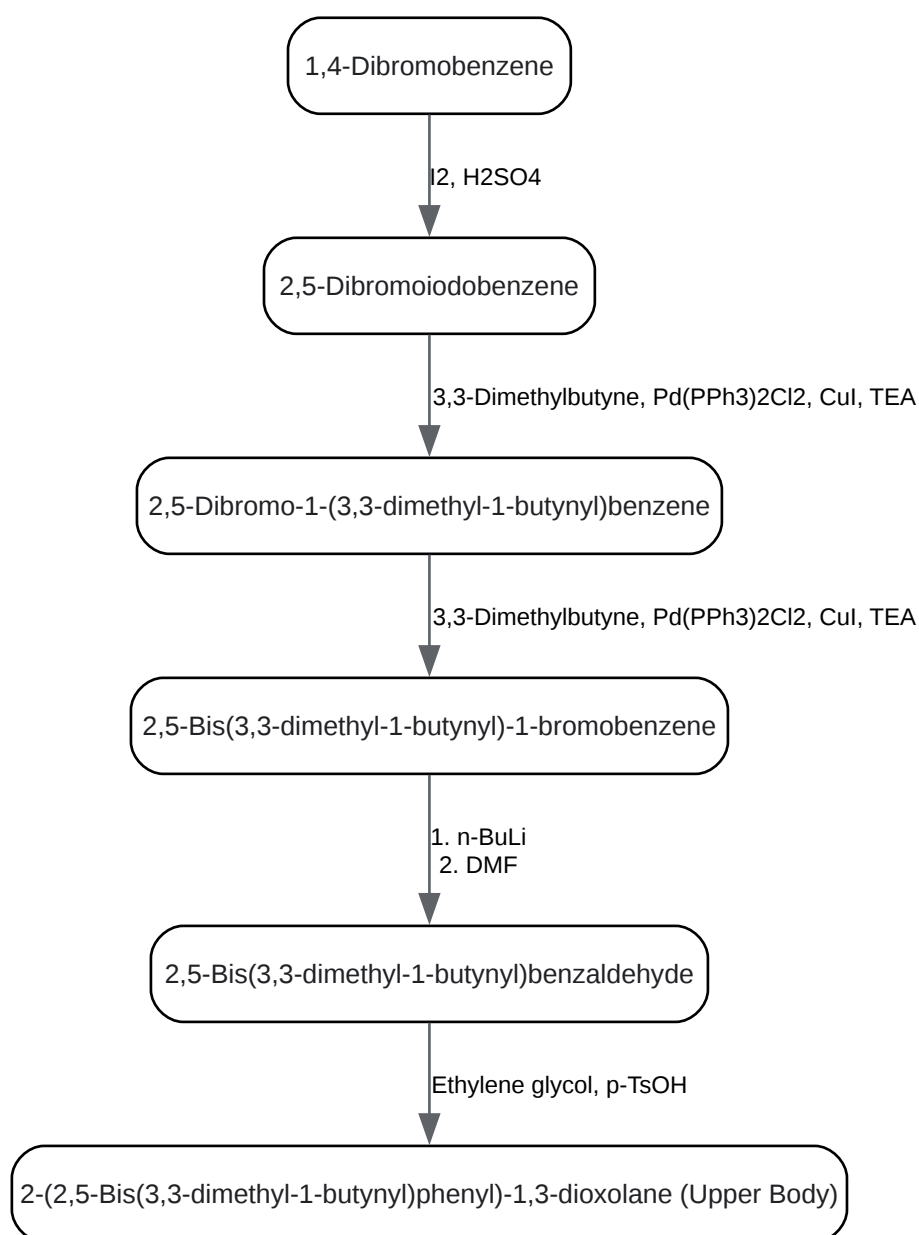 1,4-Dibromobenzene
I2, H2SO4
2,5-Dibromoiodobenzene
3,3-Dimethylbutyne, Pd(PPh3)2Cl2, CuI, TEA
2,5-Dibromo-1-(3,3-dimethyl-1-butynyl)benzene
3,3-Dimethylbutyne, Pd(PPh3)2Cl2, CuI, TEA
2,5-Bis(3,3-dimethyl-1-butynyl)-1-bromobenzene
1. n-BuLi
2. DMF
2,5-Bis(3,3-dimethyl-1-butynyl)benzaldehyde
Ethylene glycol, p-TsOH
2-(2,5-Bis(3,3-dimethyl-1-butynyl)phenyl)-1,3-dioxolane (Upper Body)